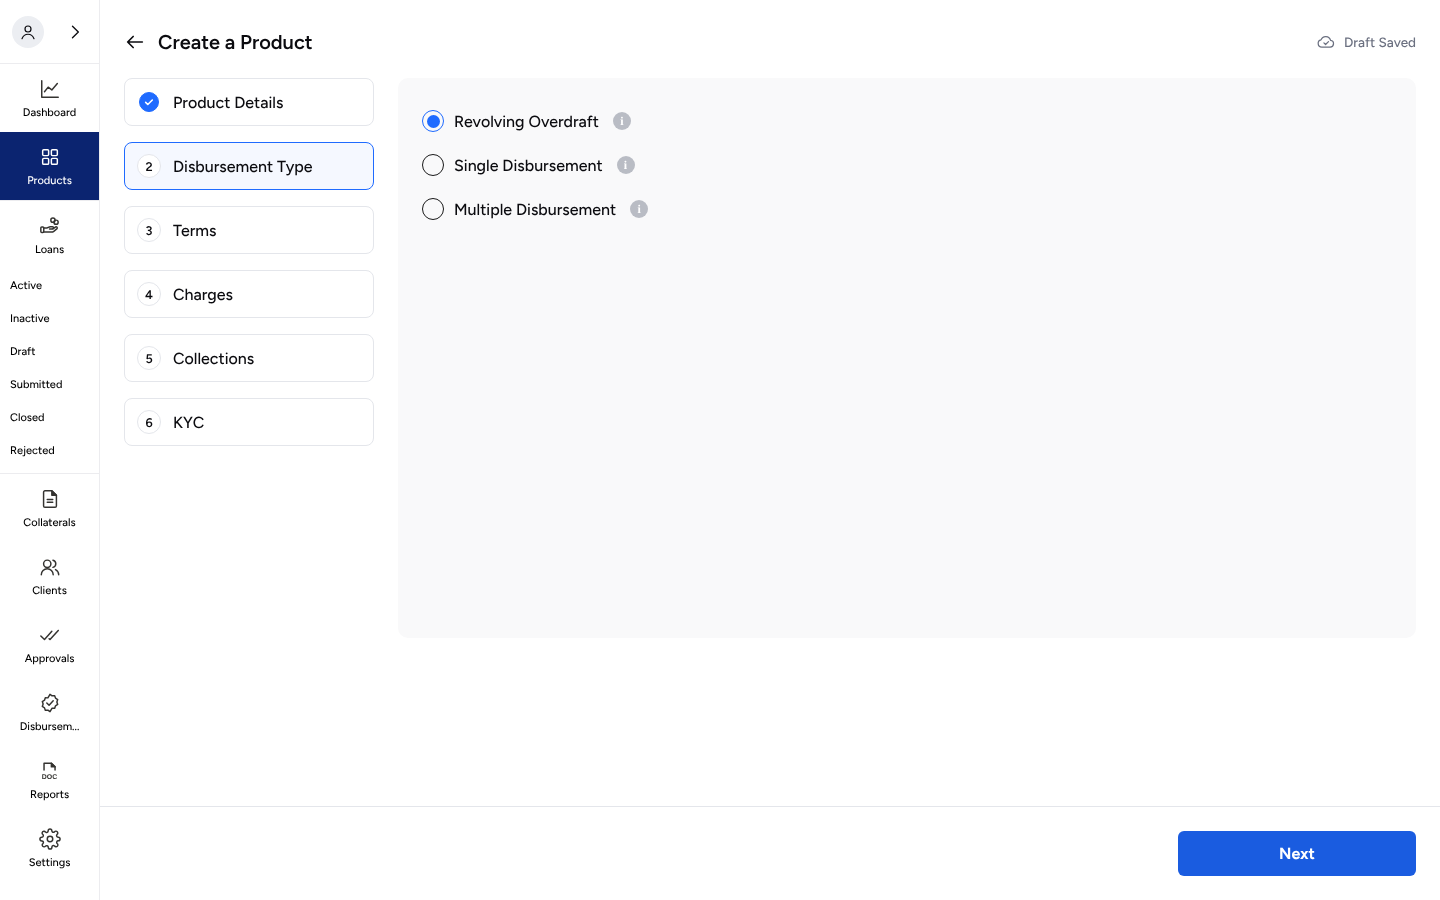 Create a Product
Draft Saved
Dashboard
Products
Loans
Active
Inactive
Draft
Submitted
Closed
Rejected
Collaterals
Clients
Approvals
Disbursem...
DOC
Reports
Settings
Product Details
2 Disbursement Type
3 Terms
4 Charges
5 Collections
6 KYC
Revolving Overdraft i
Single Disbursement i
Multiple Disbursement i
Next